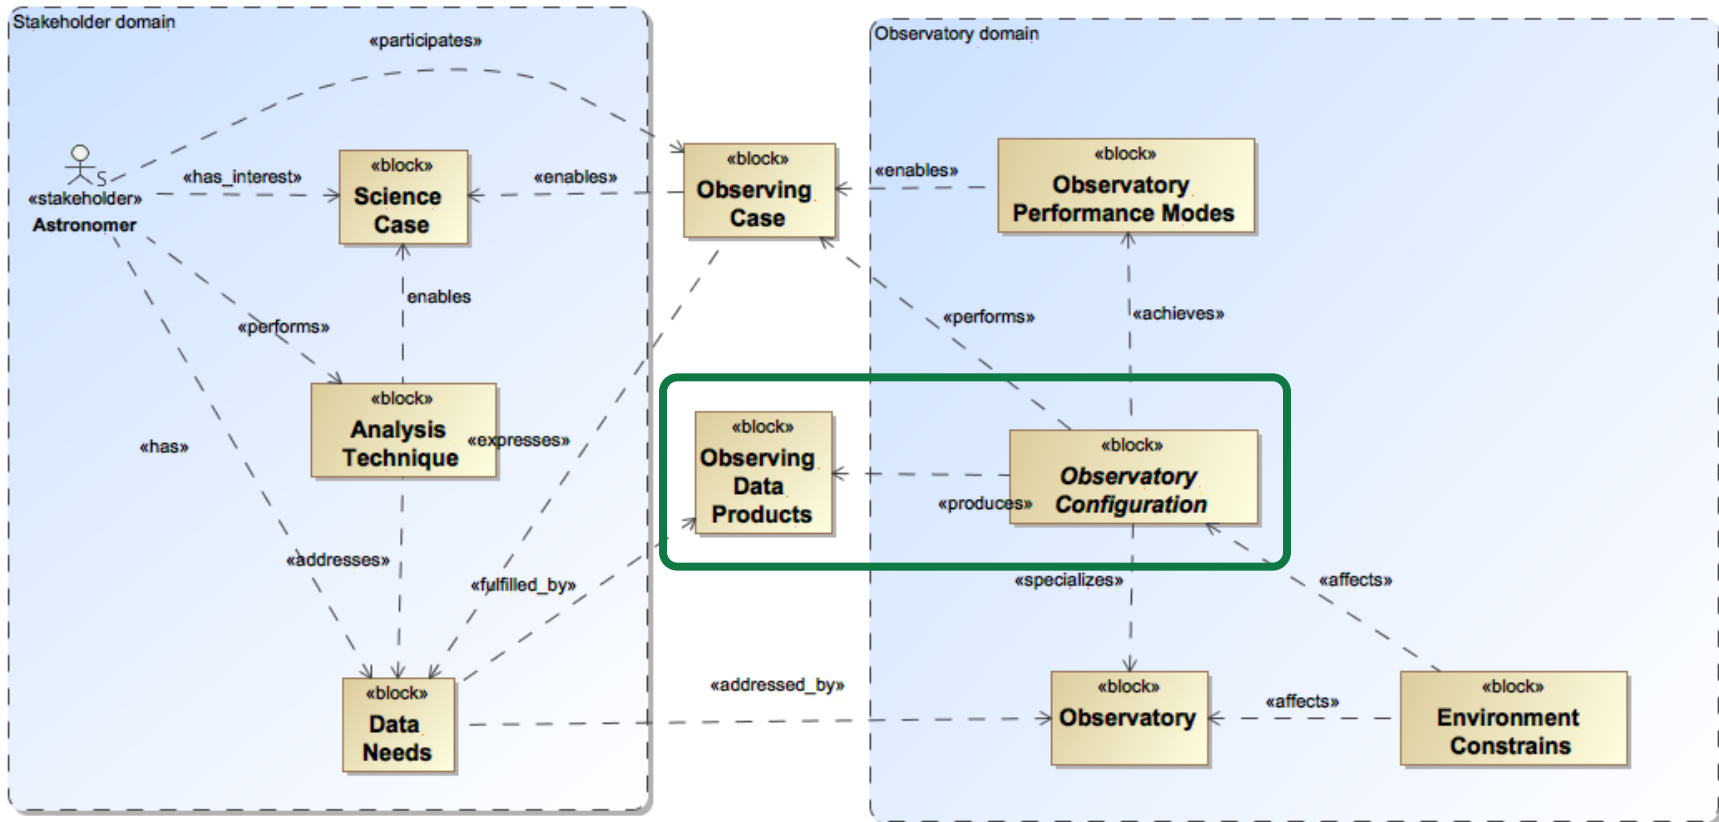 Stakeholder domain
«participates»
Observatory domain
S
«stakeholder»
Astronomer
«has_interest»
«block»
Science
Case
«enables»
«block»
Observing
Case
«enables»
«block»
Observatory
Performance Modes
enables
«performs»
«performs»
«achieves»
«block»
Analysis
Technique
«has»
«expresses»
«block»
Observing
Data
Products
«produces»
«block»
Observatory
Configuration
«addresses»
«fulfilled_by»
«specializes»
«affects»
«block»
Data
Needs
«addressed_by»
«block»
Observatory
«affects»
«block»
Environment
Constrains